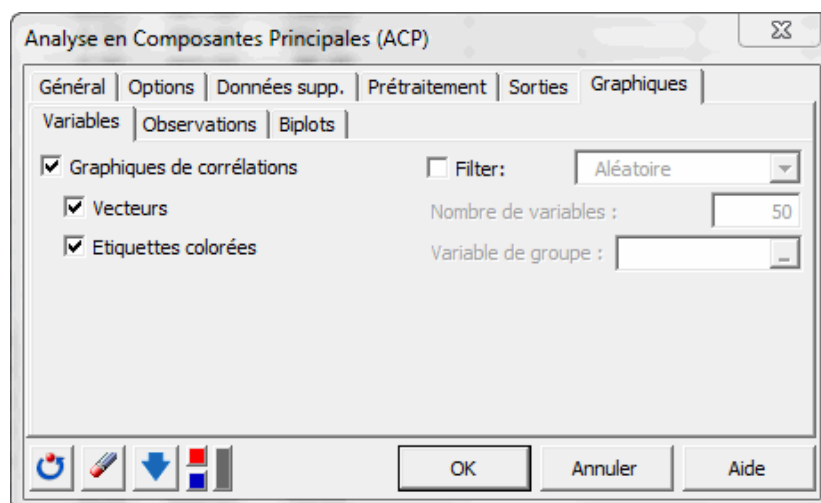 Analyse en Composantes Principales (ACP)
Général Options Données supp. Prétraitement Sorties Graphiques
Variables Observations Biplots
Graphiques de corrélations Filter: Aléatoire
Vecteurs Nombre de variables : 50
Etiquettes colorées Variable de groupe : _
OK Annuler Aide